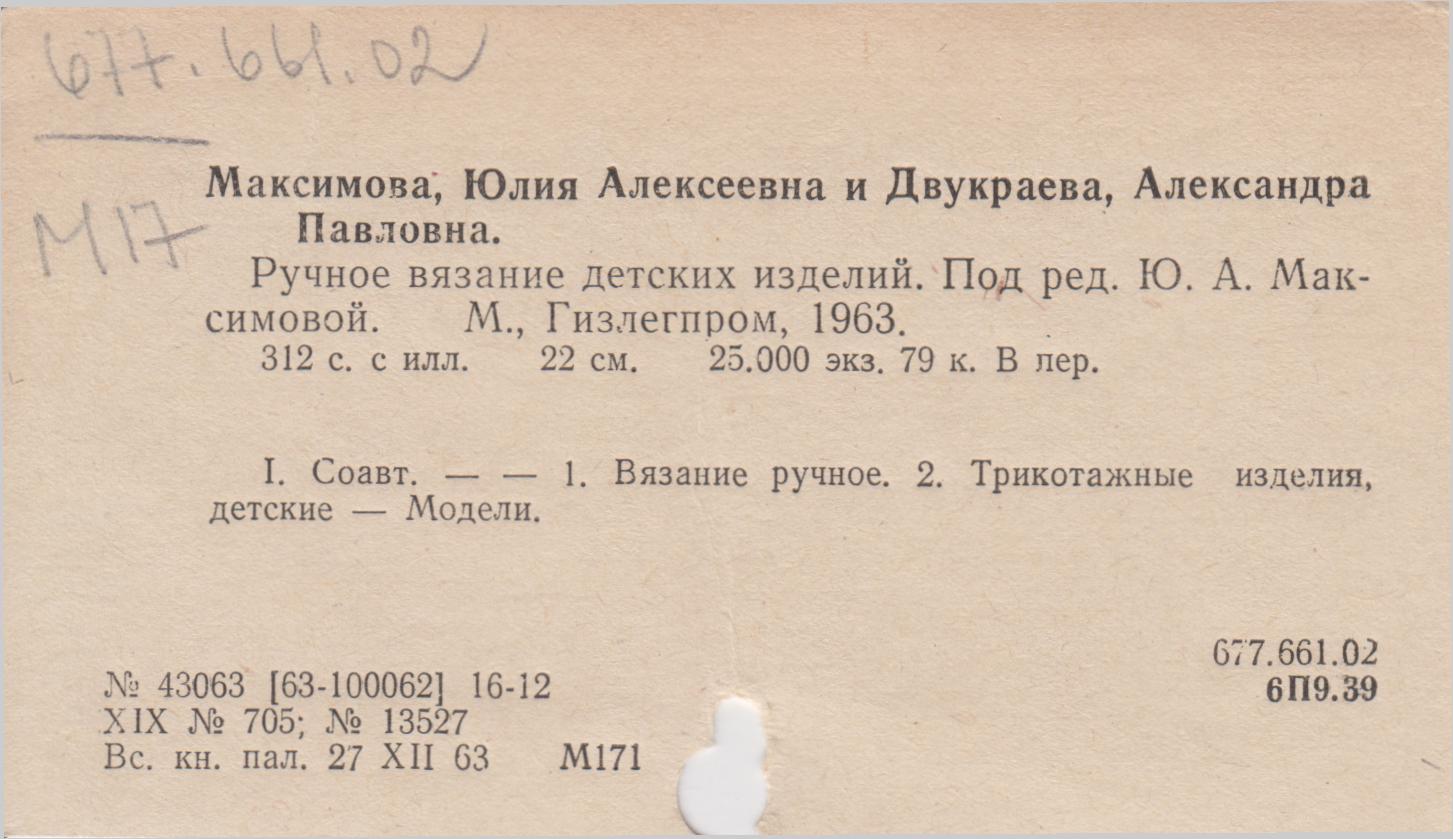 677.661.02
М17
Максимова, Юлия Алексеевна и Двукраева, Александра
Павловна.
Ручное вязание детских изделий. Под ред. Ю. А. Мак-
симовой. М., Гизлегпром, 1963.
312 с. с илл. 22 см. 25.000 экз. 79 к. В пер.
I. Соавт. — — 1. Вязание ручное. 2. Трикотажные изделия,
детские — Модели.
677.661.02
6П9.39
№ 43063 [63-100062] 16-12
XIX № 705; № 13527
Вс. кн. пал. 27 XII 63 М171